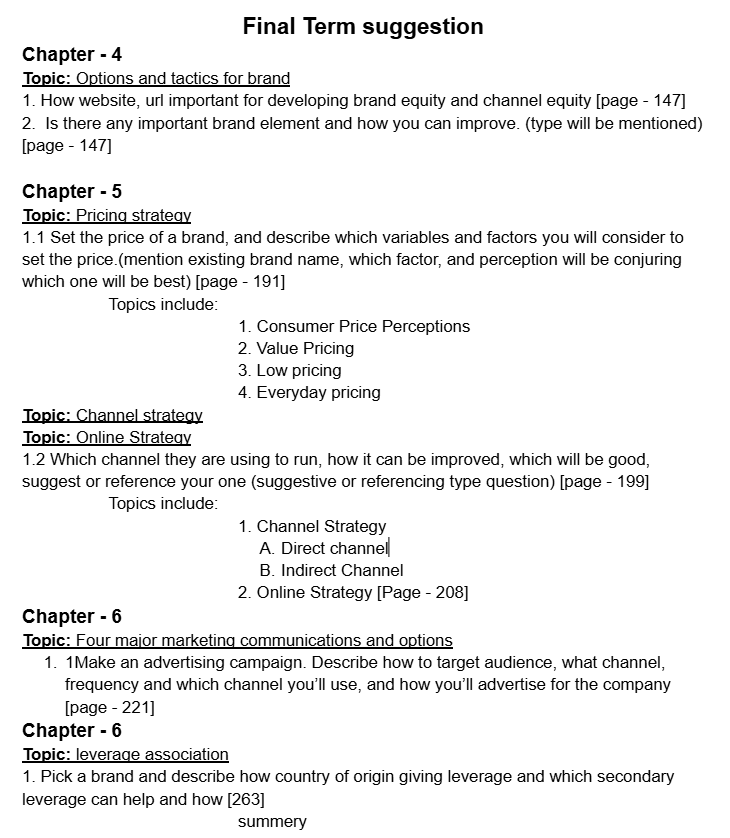 Final Term suggestion
Chapter - 4
Topic: Options and tactics for brand
1. How website, url important for developing brand equity and channel equity [page - 147]
2.  Is there any important brand element and how you can improve. (type will be mentioned)
[page - 147]
Chapter - 5
Topic: Pricing strategy
1.1 Set the price of a brand, and describe which variables and factors you will consider to
set the price.(mention existing brand name, which factor, and perception will be conjuring
which one will be best) [page - 191]
Topics include:
1. Consumer Price Perceptions
2. Value Pricing
3. Low pricing
4. Everyday pricing
Topic: Channel strategy
Topic: Online Strategy
1.2 Which channel they are using to run, how it can be improved, which will be good,
suggest or reference your one (suggestive or referencing type question) [page - 199]
Topics include:
1. Channel Strategy
A. Direct channel
B. Indirect Channel
2. Online Strategy [Page - 208]
Chapter - 6
Topic: Four major marketing communications and options
1. 1Make an advertising campaign. Describe how to target audience, what channel,
frequency and which channel you’ll use, and how you’ll advertise for the company
[page - 221]
Chapter - 6
Topic: leverage association
1. Pick a brand and describe how country of origin giving leverage and which secondary
leverage can help and how [263]
summery